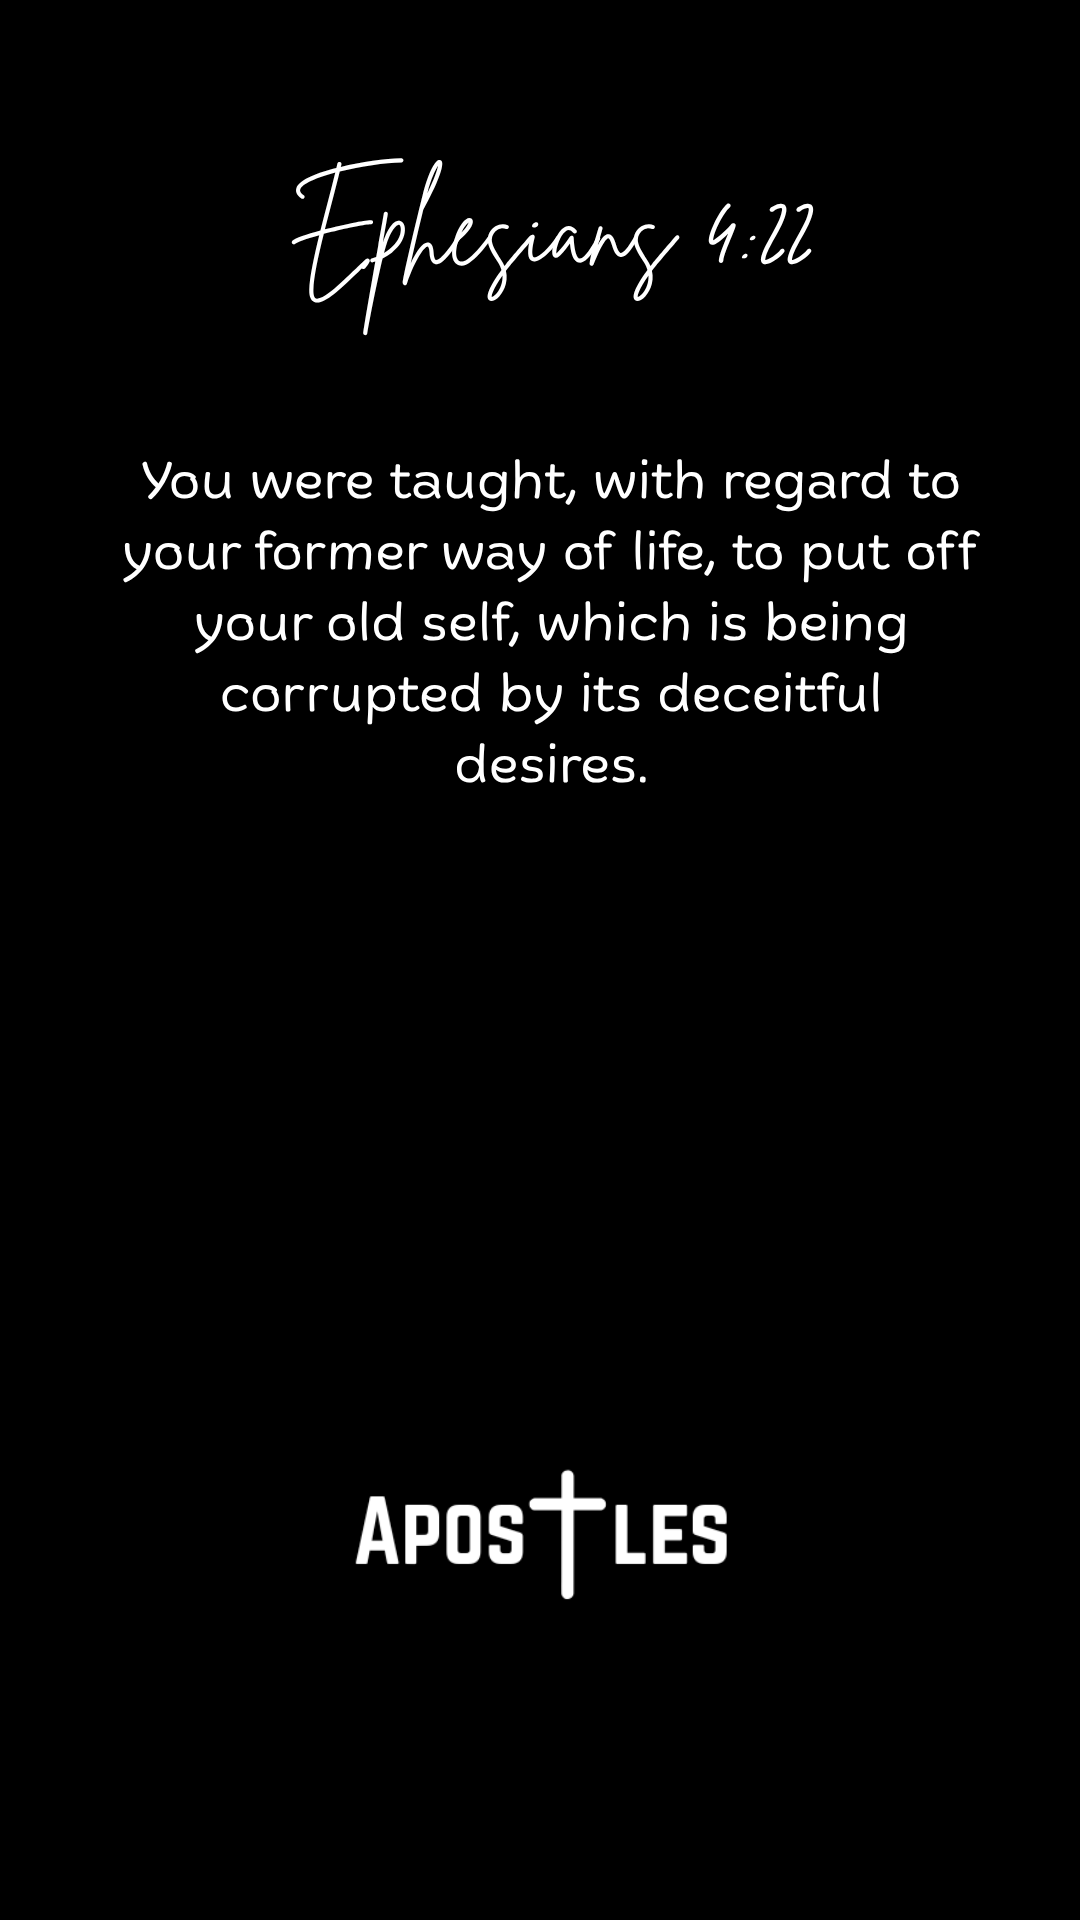 Ephesians 4:22
You were taught, with regard to
your former way of life, to put off
your old self, which is being
corrupted by its deceitful
desires.
APOSTLES